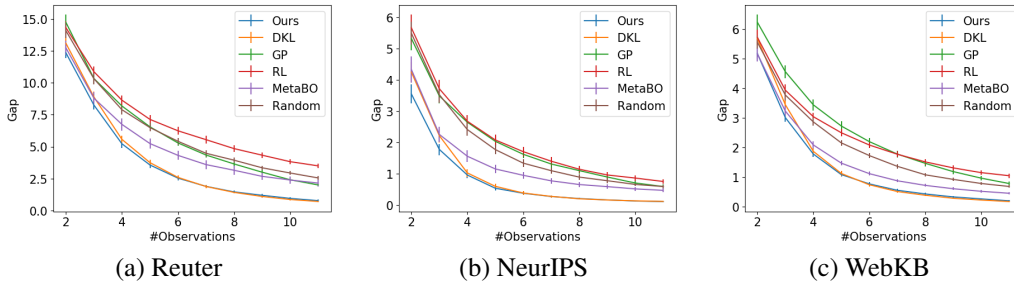 15.0
12.5
10.0
7.5
5.0
2.5
0.0
Gap
2 4 6 8 10
#Observations
Ours
DKL
GP
RL
MetaBO
Random
(a) Reuter
6
5
4
3
2
1
0
Gap
2 4 6 8 10
#Observations
Ours
DKL
GP
RL
MetaBO
Random
(b) NeurIPS
6
5
4
3
2
1
0
Gap
2 4 6 8 10
#Observations
Ours
DKL
GP
RL
MetaBO
Random
(c) WebKB